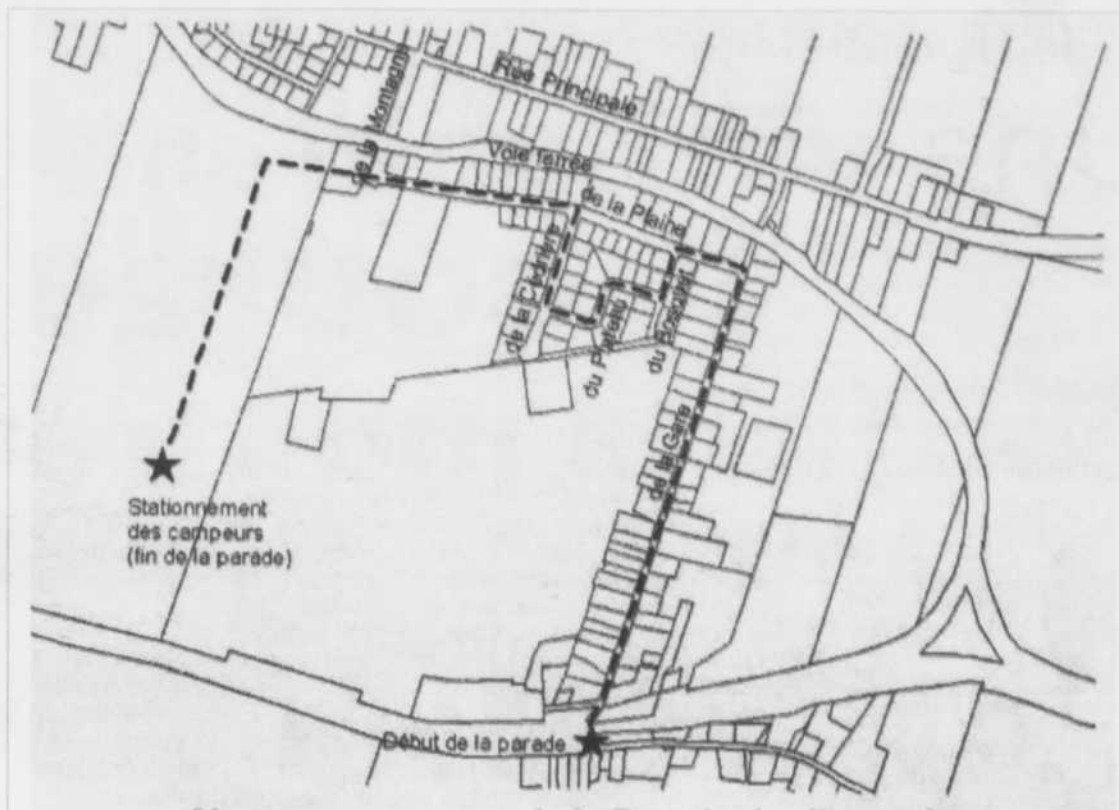 Rue Principale
de la Montagne
Voie ferrée
de la Plaine
de la Cédrière
du Plateau
du Bosquet
de la Gare
Stationnement
des campeurs
(fin de la parade)
Début de la parade